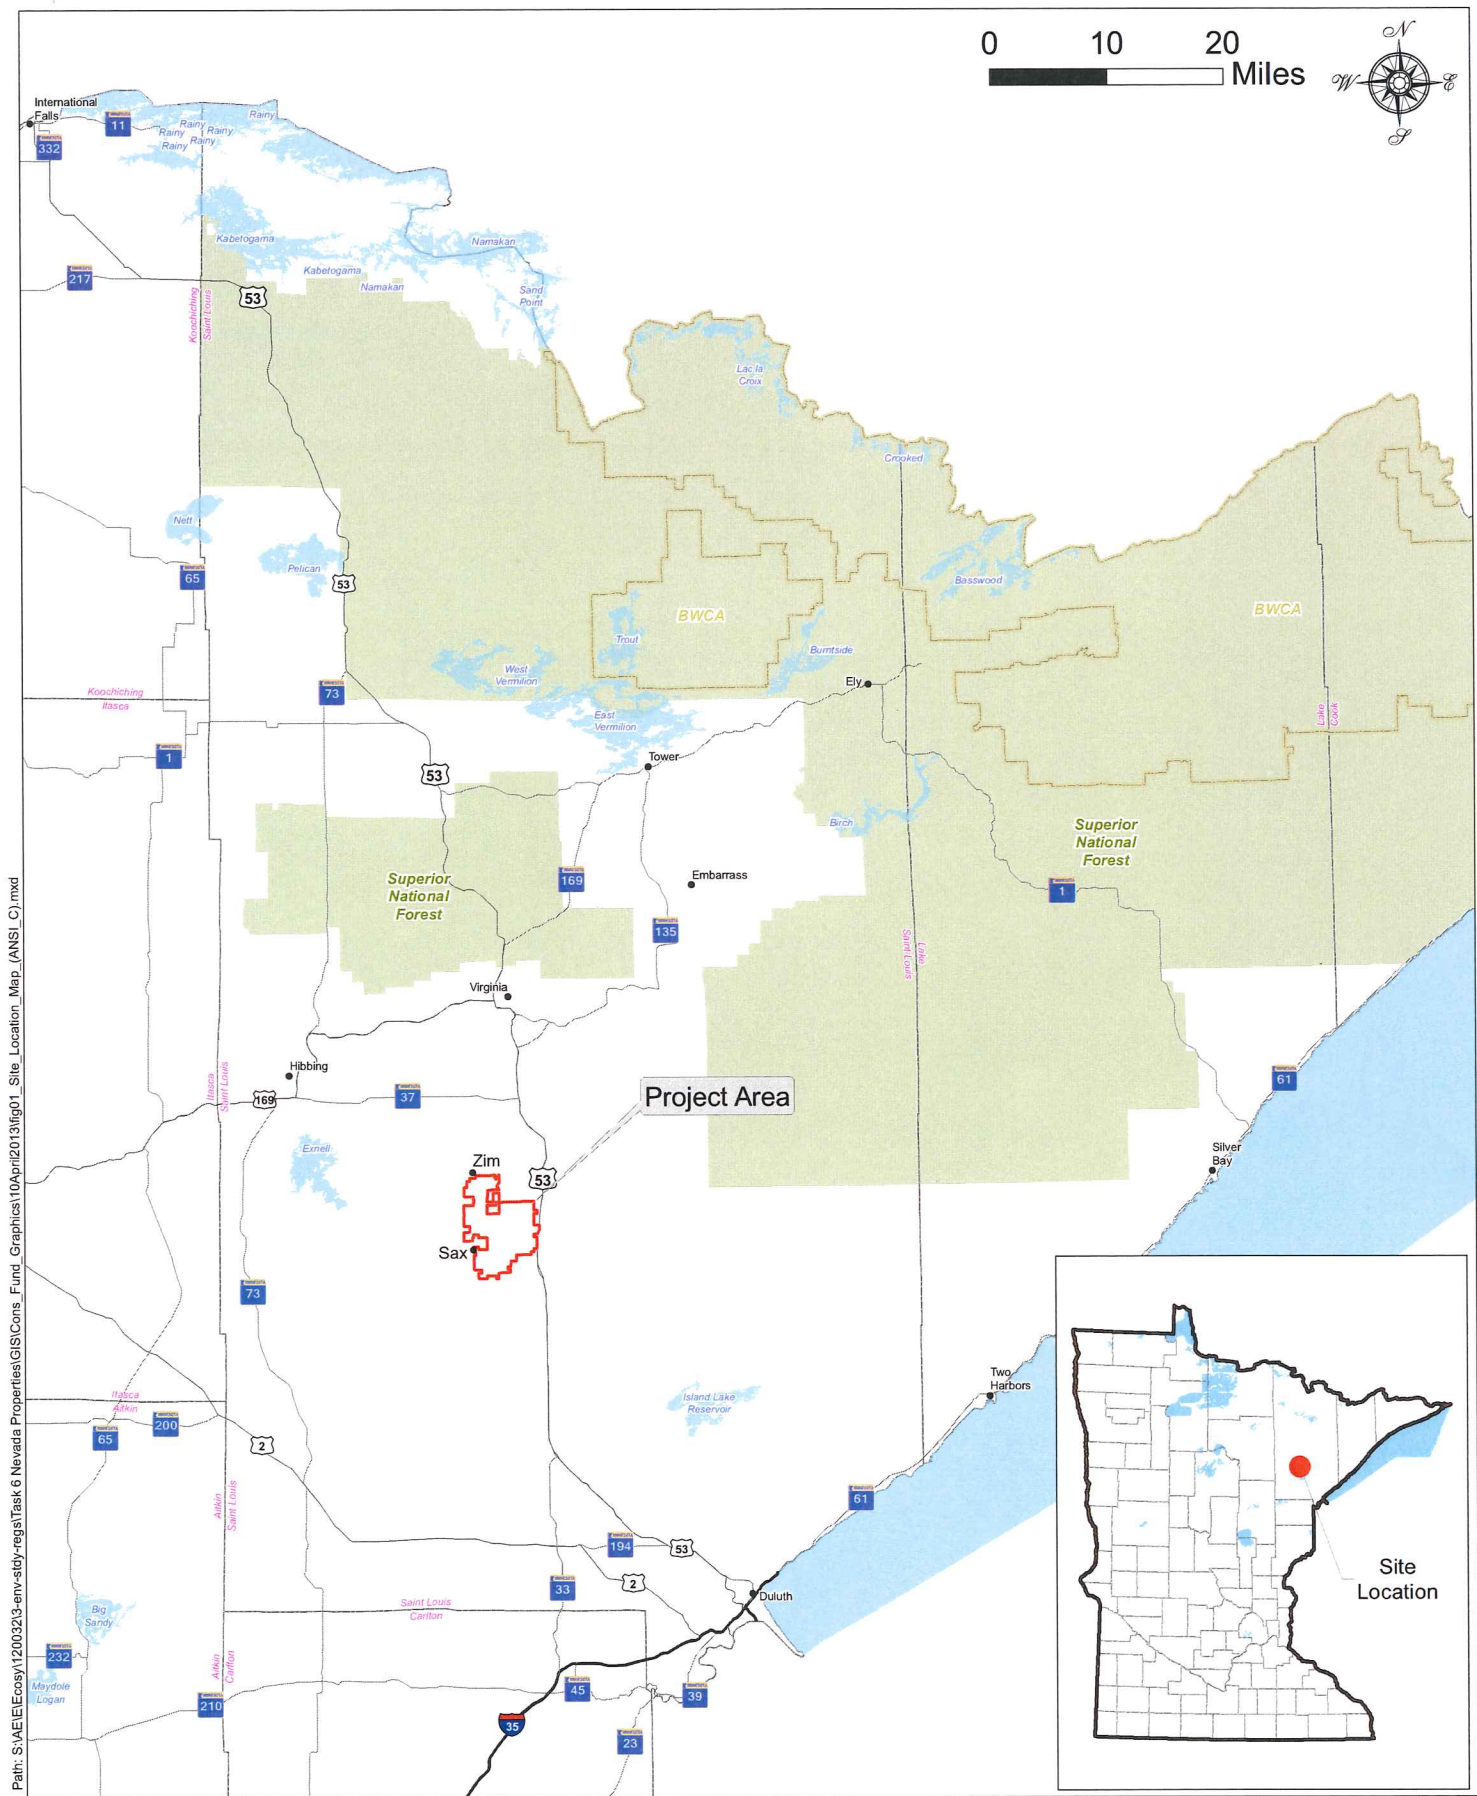 0 10 20
Miles
N
W
E
S
International
Falls
11
332
Rainy
Rainy
Rainy
Rainy
Rainy
Rainy
Kabetogama
Namakan
Kabetogama
Namakan
Sand
Point
217
53
Koochiching
Saint Louis
Lac la
Croix
Crooked
Nett
Pelican
65
53
Basswood
BWCA
BWCA
Trout
Burntside
West
Vermilion
Ely
Koochiching
Itasca
73
East
Vermilion
Lake
Cook
1
53
Tower
Birch
Superior
National
Forest
Superior
National
Forest
169
Embarrass
1
135
Lake
Saint Louis
Virginia
Hibbing
Itasca
Saint Louis
169
37
Project Area
61
Exnell
Zim
53
Silver
Bay
Sax
73
Two
Harbors
Island Lake
Reservoir
Itasca
Aitkin
65
200
2
Aitkin
Saint Louis
61
194
53
33
2
Duluth
Saint Louis
Carlton
Big
Sandy
232
Maydole
Logan
Aitkin
Carlton
210
45
39
35
23
Site
Location
Path: S:\AE\E\Ecosy\120032\3-env-stdy-regs\Task 6 Nevada Properties\GIS\Cons_Fund_Graphics\10April2013\fig01_Site_Location_Map_(ANSI_C).mxd